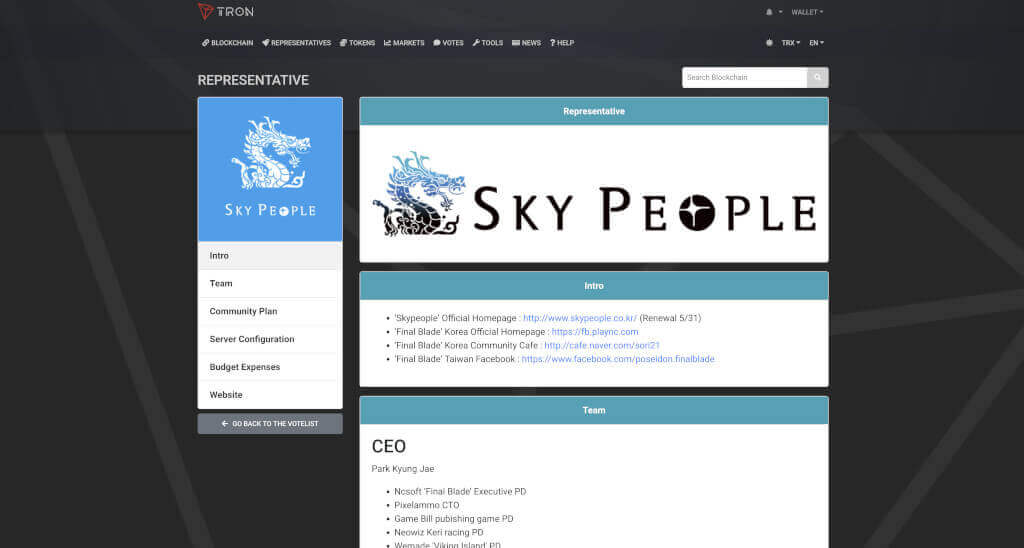 TRON
WALLET
BLOCKCHAIN REPRESENTATIVES TOKENS MARKETS VOTES TOOLS NEWS HELP TRX EN
REPRESENTATIVE
Search Blockchain
SKY PEOPLE
Intro
Team
Community Plan
Server Configuration
Budget Expenses
Website
GO BACK TO THE VOTELIST
Representative
SKY PEOPLE
Intro
'Skypeople' Official Homepage : http://www.skypeople.co.kr/ (Renewal 5/31)
'Final Blade' Korea Official Homepage : https://fb.plaync.com
'Final Blade' Korea Community Cafe : http://cafe.naver.com/sori21
'Final Blade' Taiwan Facebook : https://www.facebook.com/poseidon.finalblade
Team
CEO
Park Kyung Jae
Ncsoft 'Final Blade' Executive PD
Pixelammo CTO
Game Bill pubishing game PD
Neowiz Keri racing PD
Wemade 'Viking Island' PD